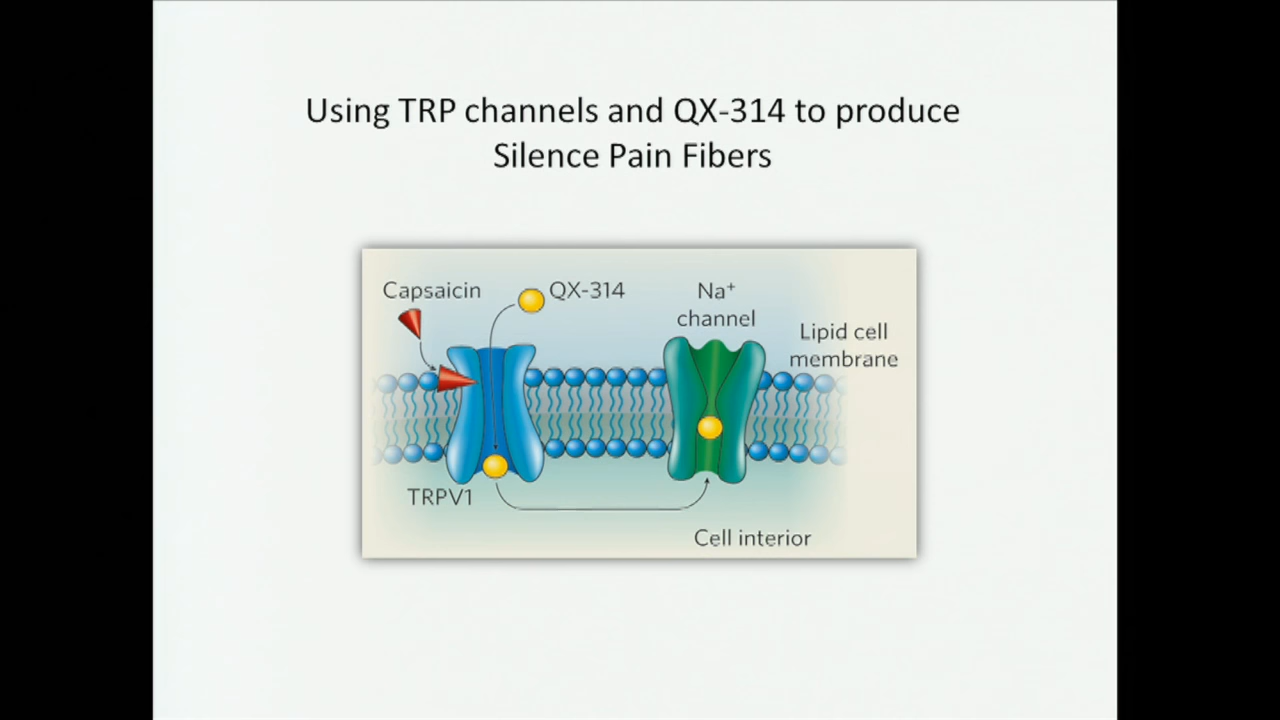 Using TRP channels and QX-314 to produce
Silence Pain Fibers
Capsaicin
QX-314
Na⁺
channel
Lipid cell
membrane
TRPV1
Cell interior